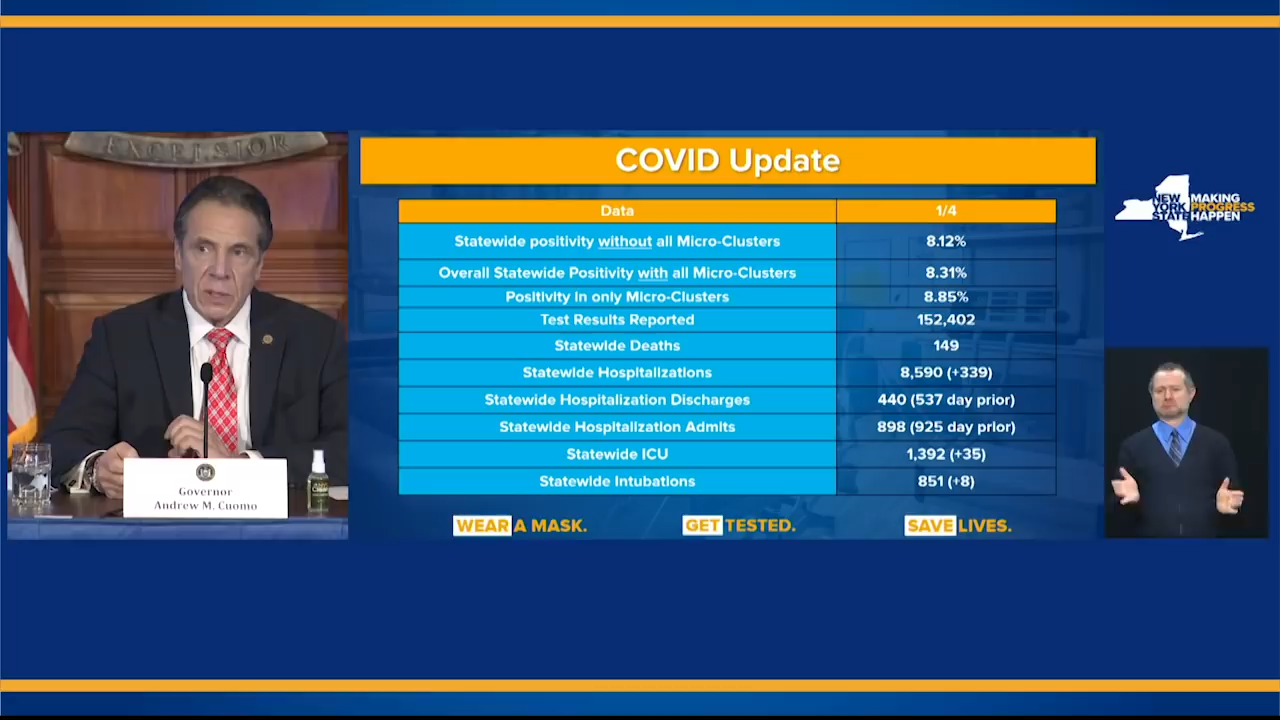 EXCELSIOR
COVID Update
Data 1/4
Statewide positivity without all Micro-Clusters 8.12%
Overall Statewide Positivity with all Micro-Clusters 8.31%
Positivity in only Micro-Clusters 8.85%
Test Results Reported 152,402
Statewide Deaths 149
Statewide Hospitalizations 8,590 (+339)
Statewide Hospitalization Discharges 440 (537 day prior)
Statewide Hospitalization Admits 898 (925 day prior)
Statewide ICU 1,392 (+35)
Statewide Intubations 851 (+8)
WEAR A MASK. GET TESTED. SAVE LIVES.
Governor
Andrew M. Cuomo
NEW
YORK
STATE
MAKING
PROGRESS
HAPPEN